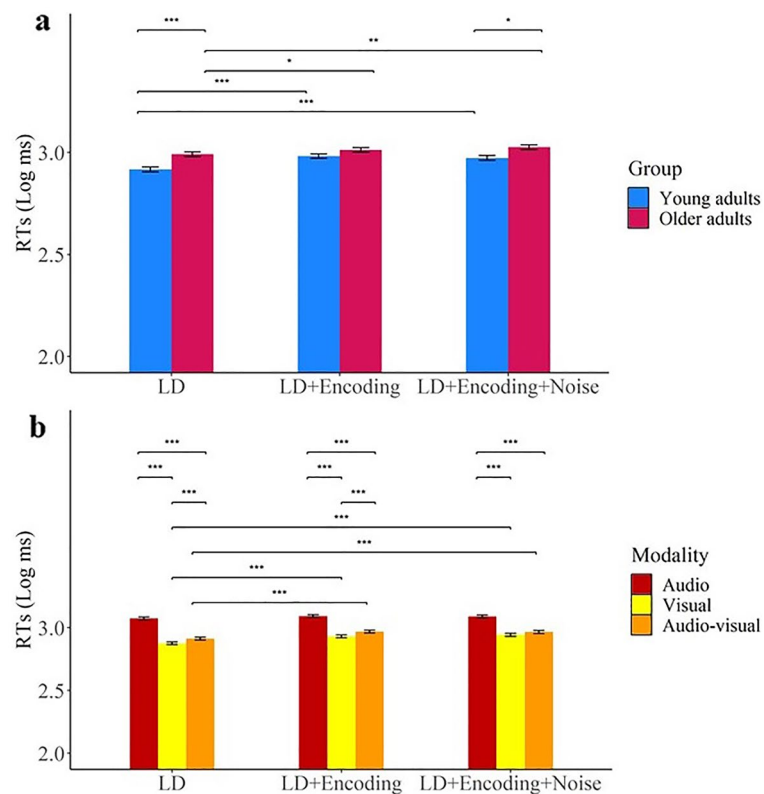 a
***
*
**
*
***
***
RTs (Log ms)
3.0
2.5
2.0
LD
LD+Encoding
LD+Encoding+Noise
Group
Young adults
Older adults
b
***
***
***
***
***
***
***
***
***
***
***
***
RTs (Log ms)
3.0
2.5
2.0
LD
LD+Encoding
LD+Encoding+Noise
Modality
Audio
Visual
Audio-visual